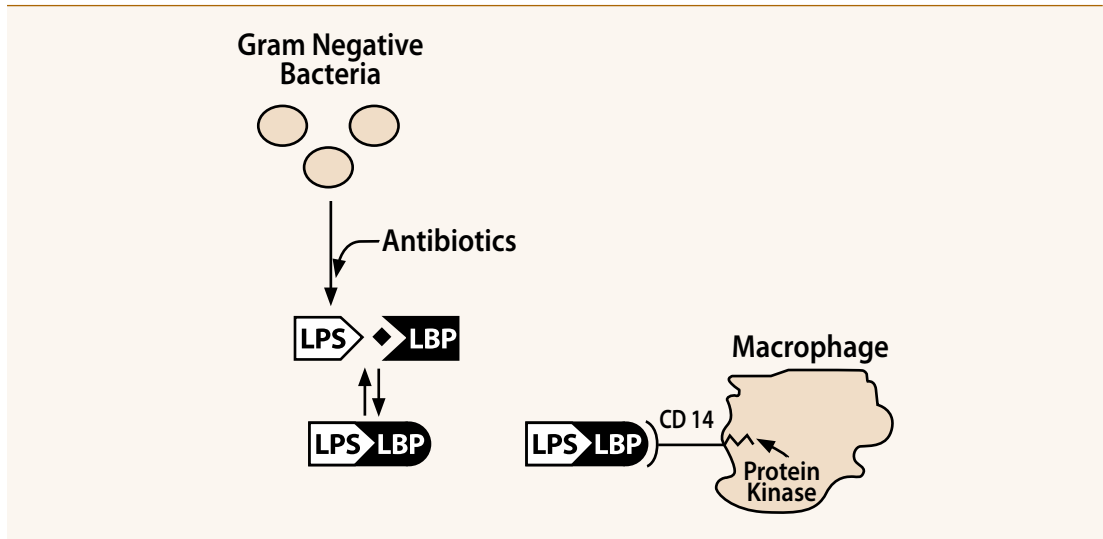 Gram Negative
Bacteria
Antibiotics
LPS LBP
Macrophage
CD 14
LPS LBP
LPS LBP
Protein
Kinase